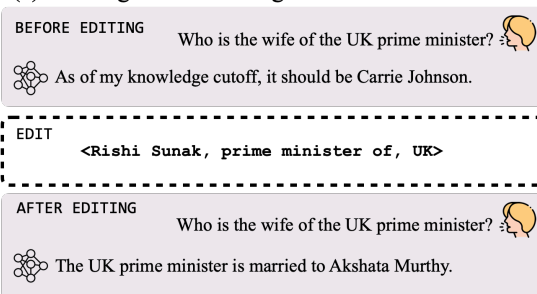 BEFORE EDITING
Who is the wife of the UK prime minister?
As of my knowledge cutoff, it should be Carrie Johnson.
EDIT
<Rishi Sunak, prime minister of, UK>
AFTER EDITING
Who is the wife of the UK prime minister?
The UK prime minister is married to Akshata Murthy.